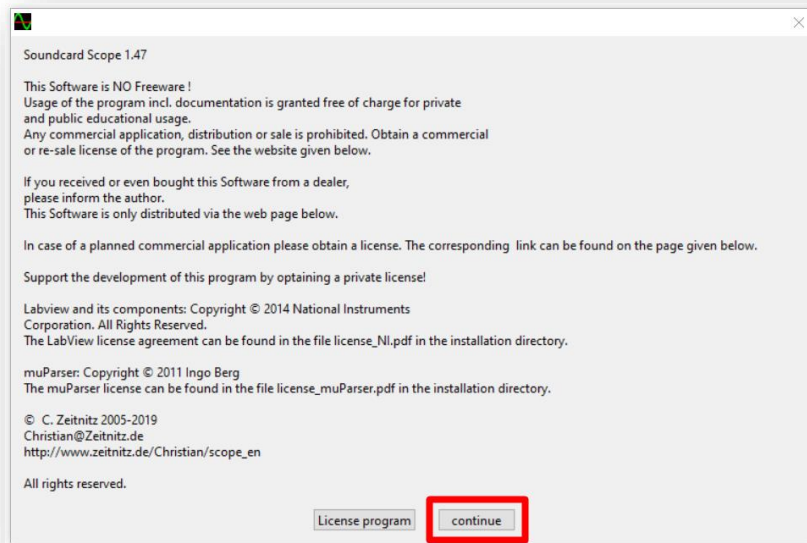 Soundcard Scope 1.47
This Software is NO Freeware !
Usage of the program incl. documentation is granted free of charge for private
and public educational usage.
Any commercial application, distribution or sale is prohibited. Obtain a commercial
or re-sale license of the program. See the website given below.
If you received or even bought this Software from a dealer,
please inform the author.
This Software is only distributed via the web page below.
In case of a planned commercial application please obtain a license. The corresponding  link can be found on the page given below.
Support the development of this program by optaining a private license!
Labview and its components: Copyright © 2014 National Instruments
Corporation. All Rights Reserved.
The LabView license agreement can be found in the file license_NI.pdf in the installation directory.
muParser: Copyright © 2011 Ingo Berg
The muParser license can be found in the file license_muParser.pdf in the installation directory.
©  C. Zeitnitz 2005-2019
Christian@Zeitnitz.de
http://www.zeitnitz.de/Christian/scope_en
All rights reserved.
License program continue